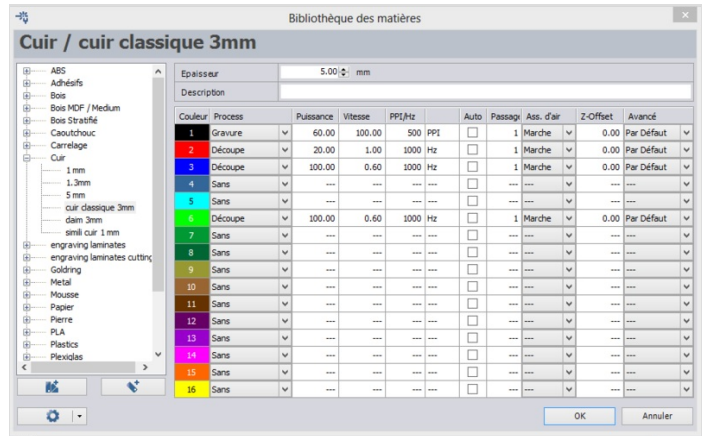 Bibliothèque des matières
Cuir / cuir classique 3mm
ABS
Adhésifs
Bois
Bois MDF / Medium
Bois Stratifié
Caoutchouc
Carrelage
Cuir
1 mm
1.3mm
5 mm
cuir classique 3mm
daim 3mm
simili cuir 1 mm
engraving laminates
engraving laminates cutting
Goldring
Metal
Mousse
Papier
Pierre
PLA
Plastics
Plexiglas
Epaisseur 5.00 mm
Description
Couleur Process Puissance Vitesse PPI/Hz Auto Passage Ass. d'air Z-Offset Avancé
1 Gravure 60.00 100.00 500 PPI 1 Marche 0.00 Par Défaut
2 Découpe 20.00 1.00 1000 Hz 1 Marche 0.00 Par Défaut
3 Découpe 100.00 0.60 1000 Hz 1 Marche 0.00 Par Défaut
4 Sans --- --- --- --- --- --- --- ---
5 Sans --- --- --- --- --- --- --- ---
6 Découpe 100.00 0.60 1000 Hz 1 Marche 0.00 Par Défaut
7 Sans --- --- --- --- --- --- --- ---
8 Sans --- --- --- --- --- --- --- ---
9 Sans --- --- --- --- --- --- --- ---
10 Sans --- --- --- --- --- --- --- ---
11 Sans --- --- --- --- --- --- --- ---
12 Sans --- --- --- --- --- --- --- ---
13 Sans --- --- --- --- --- --- --- ---
14 Sans --- --- --- --- --- --- --- ---
15 Sans --- --- --- --- --- --- --- ---
16 Sans --- --- --- --- --- --- --- ---
OK Annuler